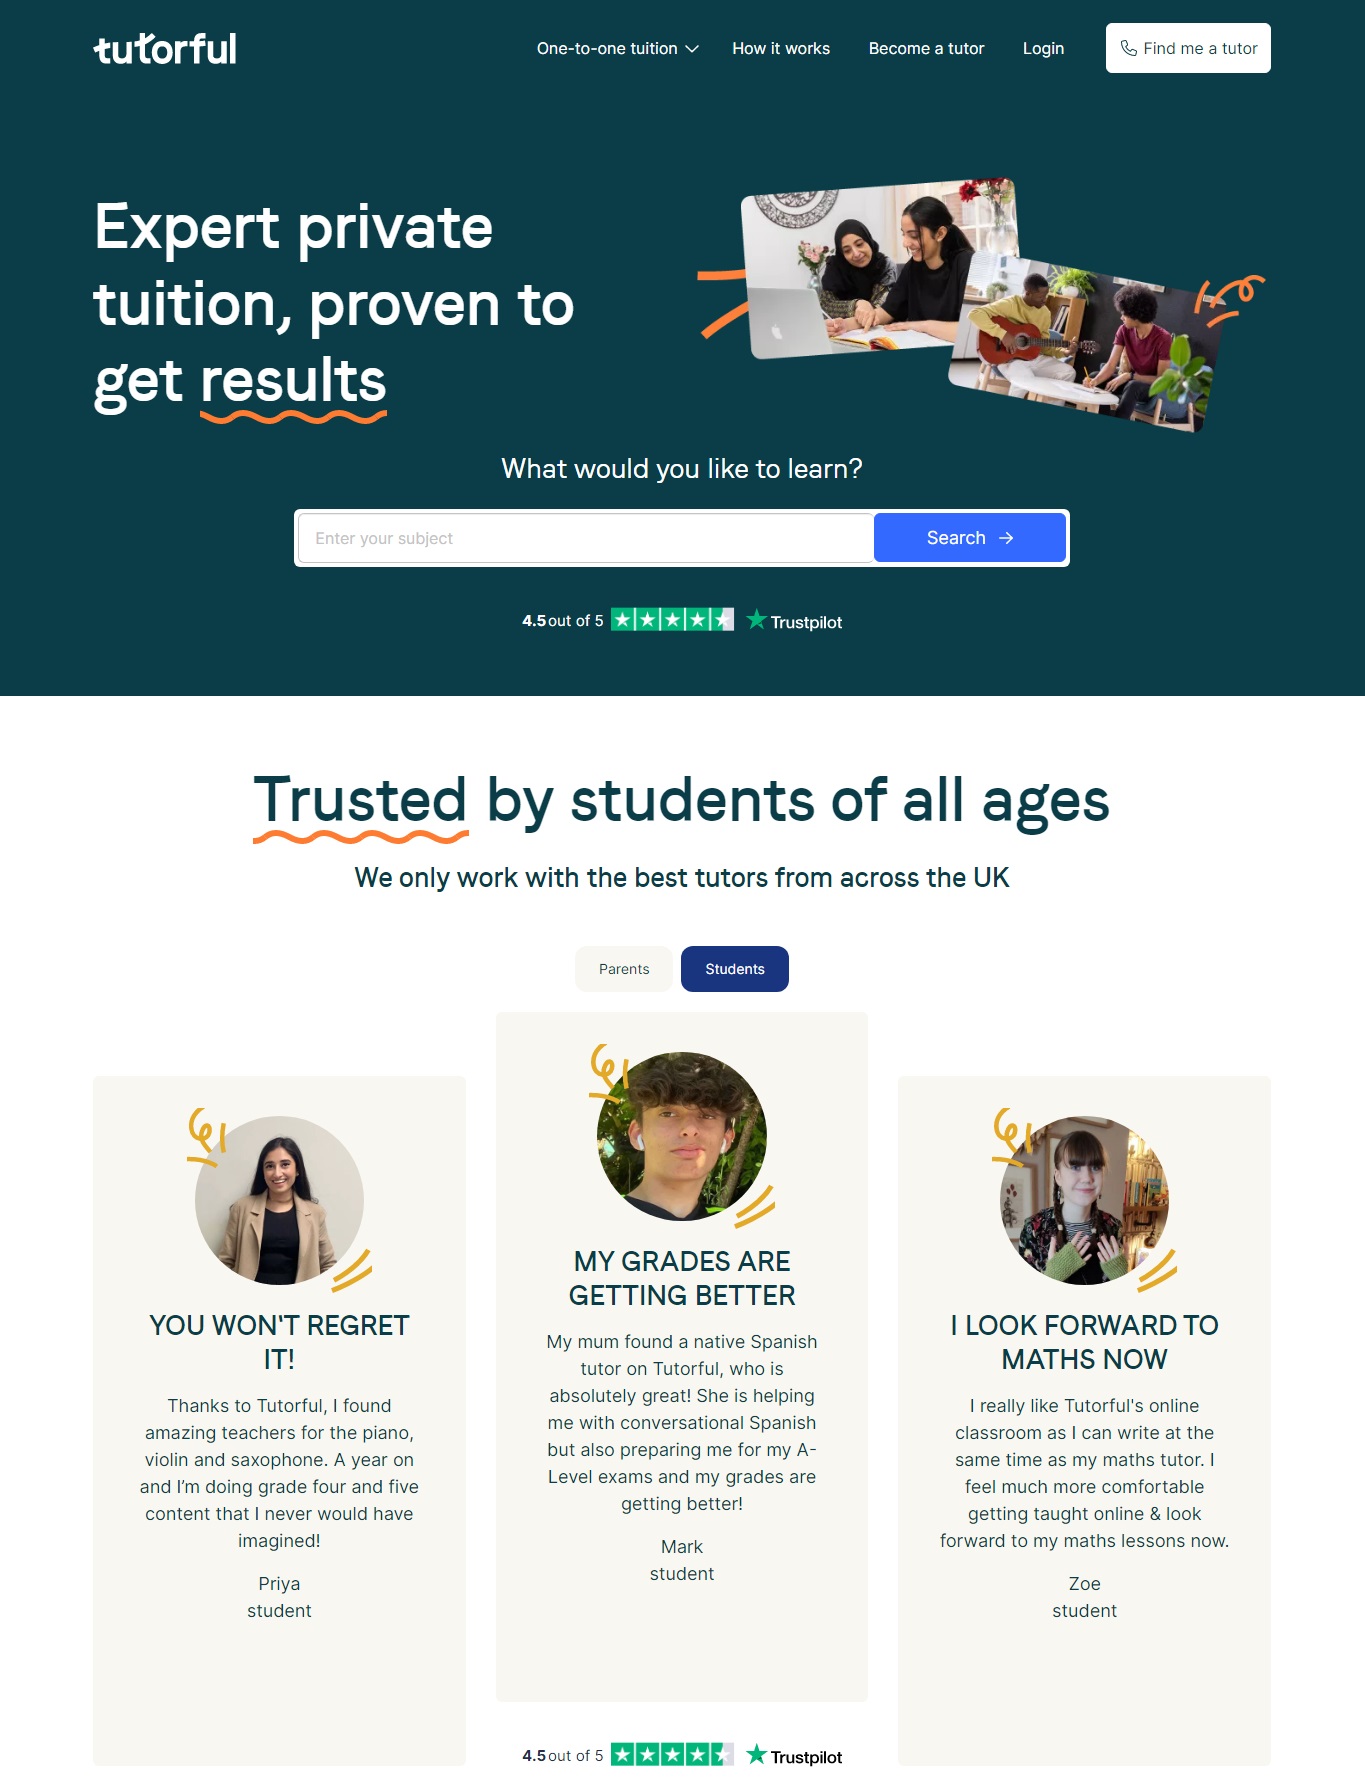 tutorful
One-to-one tuition
How it works
Become a tutor
Login
Find me a tutor
Expert private
tuition, proven to
get results
What would you like to learn?
Enter your subject
Search
4.5 out of 5
Trustpilot
Trusted by students of all ages
We only work with the best tutors from across the UK
Parents
Students
YOU WON'T REGRET
IT!
Thanks to Tutorful, I found
amazing teachers for the piano,
violin and saxophone. A year on
and I’m doing grade four and five
content that I never would have
imagined!
Priya
student
MY GRADES ARE
GETTING BETTER
My mum found a native Spanish
tutor on Tutorful, who is
absolutely great! She is helping
me with conversational Spanish
but also preparing me for my A-
Level exams and my grades are
getting better!
Mark
student
I LOOK FORWARD TO
MATHS NOW
I really like Tutorful's online
classroom as I can write at the
same time as my maths tutor. I
feel much more comfortable
getting taught online & look
forward to my maths lessons now.
Zoe
student
4.5 out of 5
Trustpilot